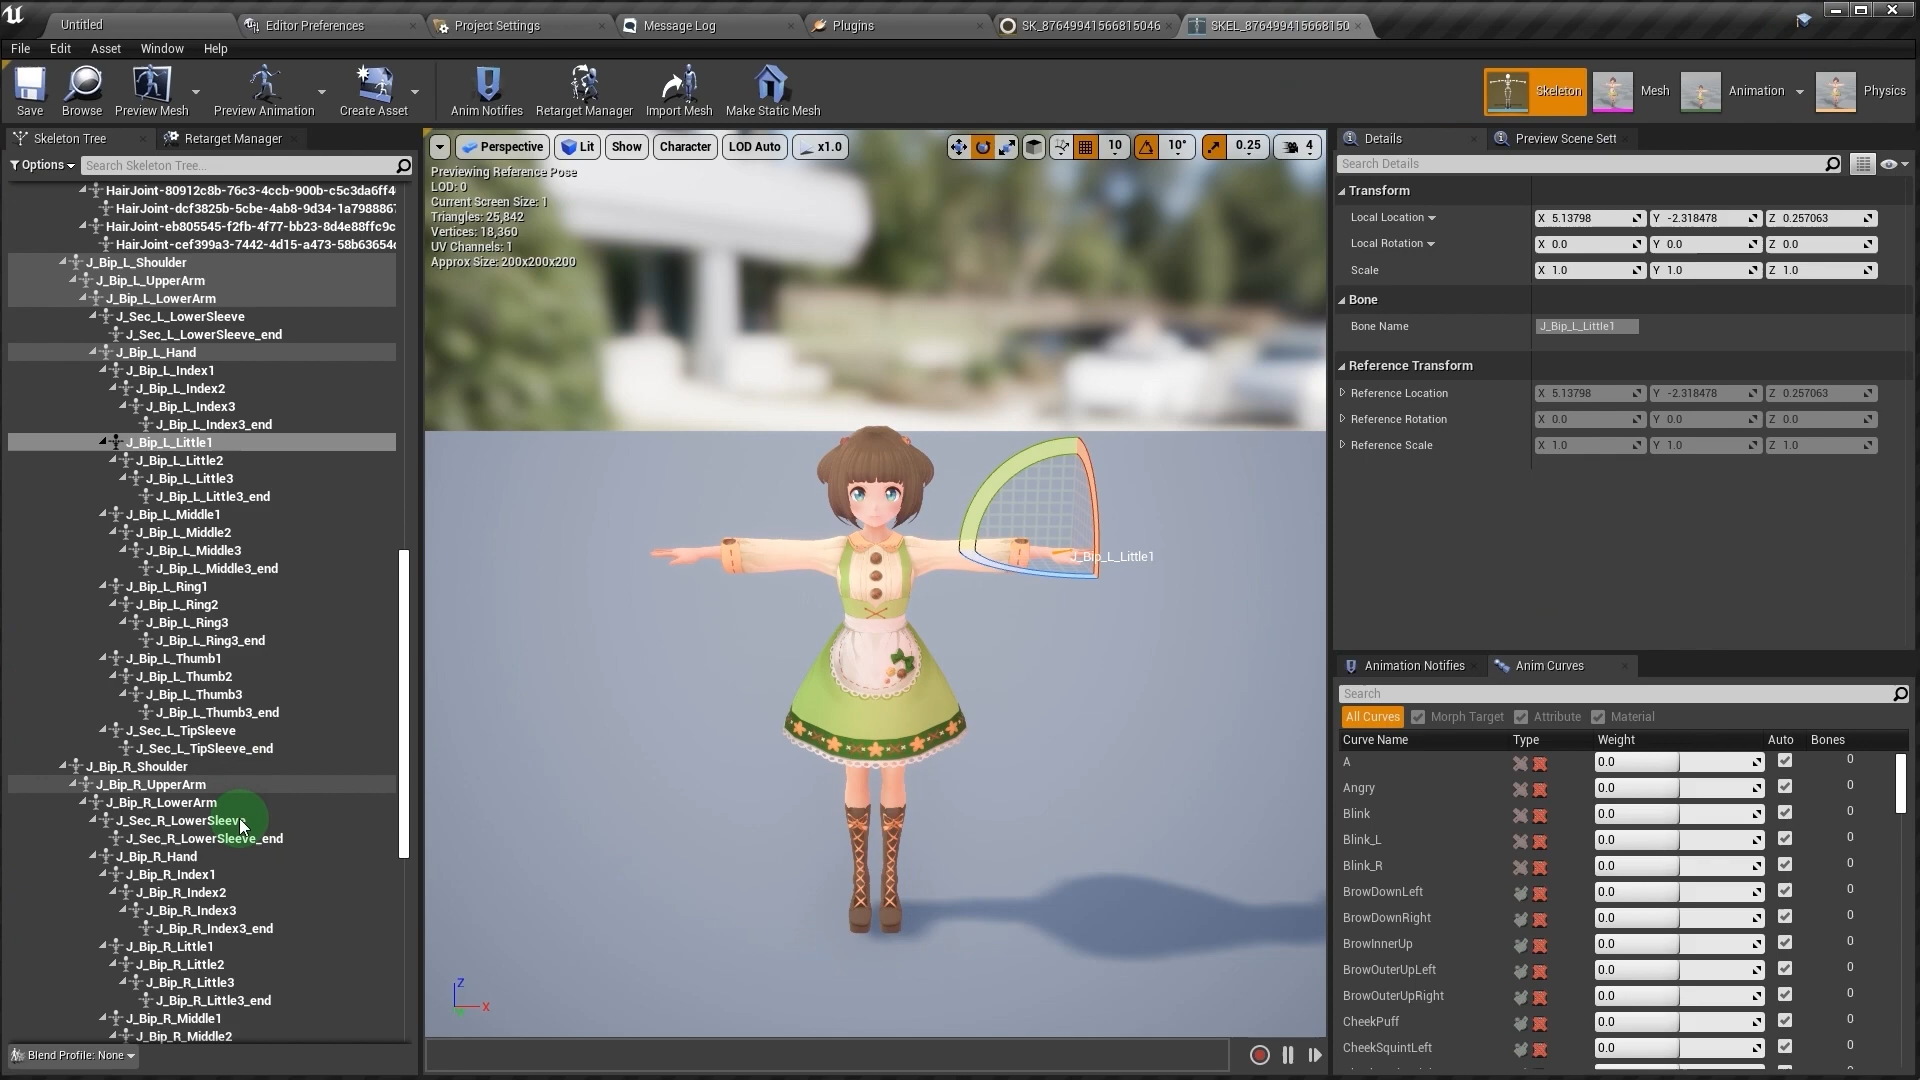 Untitled
Editor Preferences
Project Settings
Message Log
Plugins
SK_87649941566815046
SKEL_876499415668150
File Edit Asset Window Help
Save
Browse
Preview Mesh
Preview Animation
Create Asset
Anim Notifies
Retarget Manager
Import Mesh
Make Static Mesh
Skeleton
Mesh
Animation
Physics
Skeleton Tree
Retarget Manager
Options
Search Skeleton Tree...
HairJoint-80912c8b-76c3-4ccb-900b-c5c3da6ff4
HairJoint-dcf3825b-5cbe-4ab8-9d34-1a7988867
HairJoint-eb805545-f2fb-4f77-bb23-8d4e88ffc9c
HairJoint-cef399a3-7442-4d15-a473-58b63654c
J_Bip_L_Shoulder
J_Bip_L_UpperArm
J_Bip_L_LowerArm
J_Sec_L_LowerSleeve
J_Sec_L_LowerSleeve_end
J_Bip_L_Hand
J_Bip_L_Index1
J_Bip_L_Index2
J_Bip_L_Index3
J_Bip_L_Index3_end
J_Bip_L_Little1
J_Bip_L_Little2
J_Bip_L_Little3
J_Bip_L_Little3_end
J_Bip_L_Middle1
J_Bip_L_Middle2
J_Bip_L_Middle3
J_Bip_L_Middle3_end
J_Bip_L_Ring1
J_Bip_L_Ring2
J_Bip_L_Ring3
J_Bip_L_Ring3_end
J_Bip_L_Thumb1
J_Bip_L_Thumb2
J_Bip_L_Thumb3
J_Bip_L_Thumb3_end
J_Sec_L_TipSleeve
J_Sec_L_TipSleeve_end
J_Bip_R_Shoulder
J_Bip_R_UpperArm
J_Bip_R_LowerArm
J_Sec_R_LowerSleeve
J_Sec_R_LowerSleeve_end
J_Bip_R_Hand
J_Bip_R_Index1
J_Bip_R_Index2
J_Bip_R_Index3
J_Bip_R_Index3_end
J_Bip_R_Little1
J_Bip_R_Little2
J_Bip_R_Little3
J_Bip_R_Little3_end
J_Bip_R_Middle1
J_Bip_R_Middle2
Blend Profile: None
Perspective Lit Show Character LOD Auto x1.0
10 10° 0.25 4
Previewing Reference Pose
LOD: 0
Current Screen Size: 1
Triangles: 25,842
Vertices: 18,360
UV Channels: 1
Approx Size: 200x200x200
J_Bip_L_Little1
Z
X
Details
Preview Scene Sett
Search Details
Transform
Local Location X 5.13798 Y -2.318478 Z 0.257063
Local Rotation X 0.0 Y 0.0 Z 0.0
Scale X 1.0 Y 1.0 Z 1.0
Bone
Bone Name J_Bip_L_Little1
Reference Transform
Reference Location X 5.13798 Y -2.318478 Z 0.257063
Reference Rotation X 0.0 Y 0.0 Z 0.0
Reference Scale X 1.0 Y 1.0 Z 1.0
Animation Notifies
Anim Curves
Search
All Curves Morph Target Attribute Material
Curve Name Type Weight Auto Bones
A 0.0 0
Angry 0.0 0
Blink 0.0 0
Blink_L 0.0 0
Blink_R 0.0 0
BrowDownLeft 0.0 0
BrowDownRight 0.0 0
BrowInnerUp 0.0 0
BrowOuterUpLeft 0.0 0
BrowOuterUpRight 0.0 0
CheekPuff 0.0 0
CheekSquintLeft 0.0 0